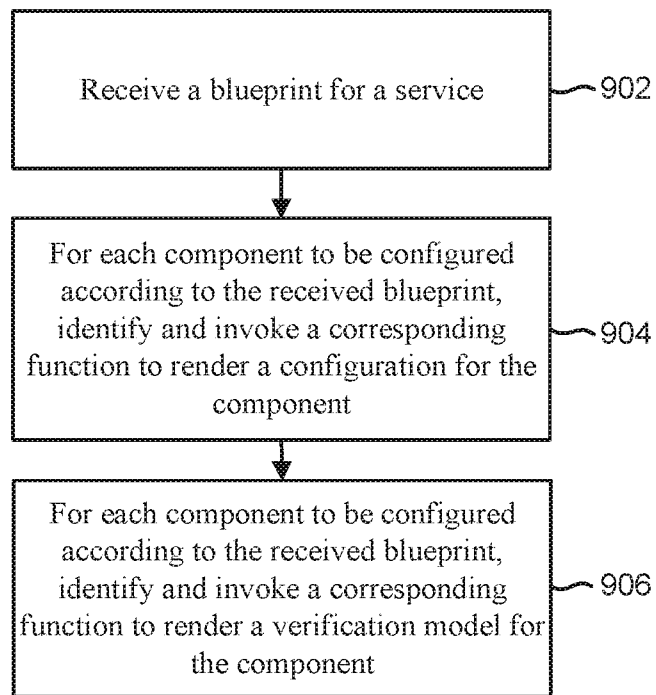 Receive a blueprint for a service
902
For each component to be configured
according to the received blueprint,
identify and invoke a corresponding
function to render a configuration for the
component
904
For each component to be configured
according to the received blueprint,
identify and invoke a corresponding
function to render a verification model for
the component
906